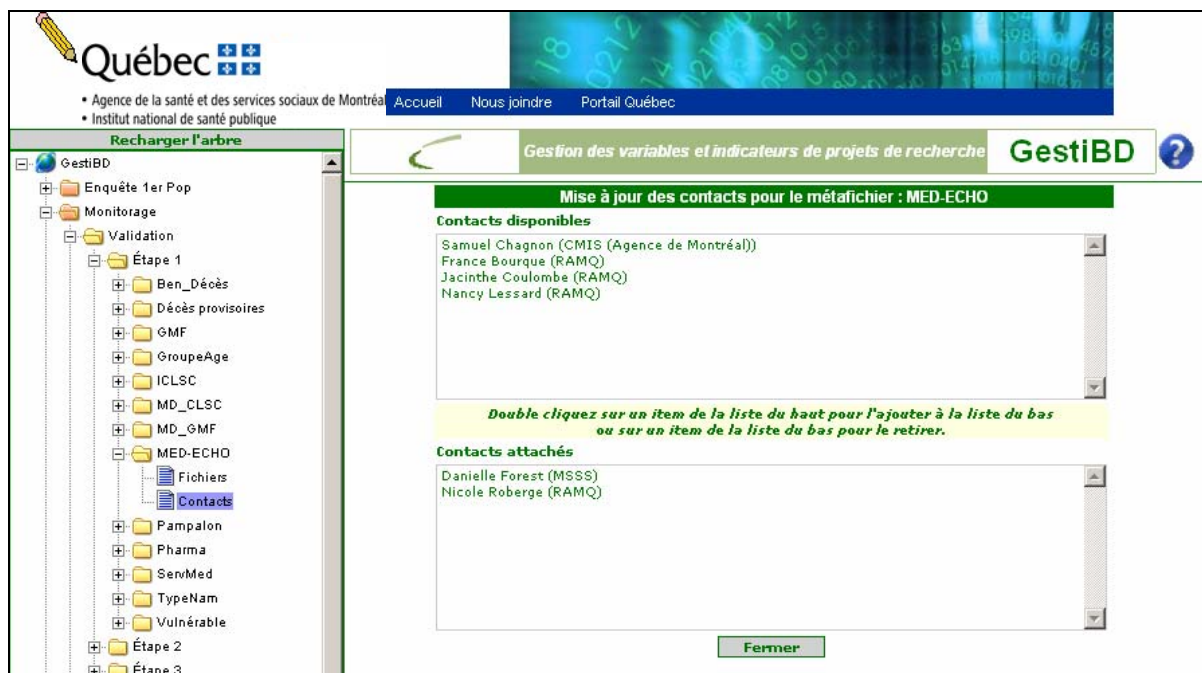 Québec
• Agence de la santé et des services sociaux de Montréal
• Institut national de santé publique
Accueil Nous joindre Portail Québec
Recharger l'arbre
GestiBD
Enquête 1er Pop
Monitorage
Validation
Étape 1
Ben_Décès
Décès provisoires
GMF
GroupeAge
ICLSC
MD_CLSC
MD_GMF
MED-ECHO
Fichiers
Contacts
Pampalon
Pharma
ServMed
TypeNam
Vulnérable
Étape 2
Étape 3
Gestion des variables et indicateurs de projets de recherche GestiBD ?
Mise à jour des contacts pour le métafichier : MED-ECHO
Contacts disponibles
Samuel Chagnon (CMIS (Agence de Montréal))
France Bourque (RAMQ)
Jacinthe Coulombe (RAMQ)
Nancy Lessard (RAMQ)
Double cliquez sur un item de la liste du haut pour l'ajouter à la liste du bas
ou sur un item de la liste du bas pour le retirer.
Contacts attachés
Danielle Forest (MSSS)
Nicole Roberge (RAMQ)
Fermer